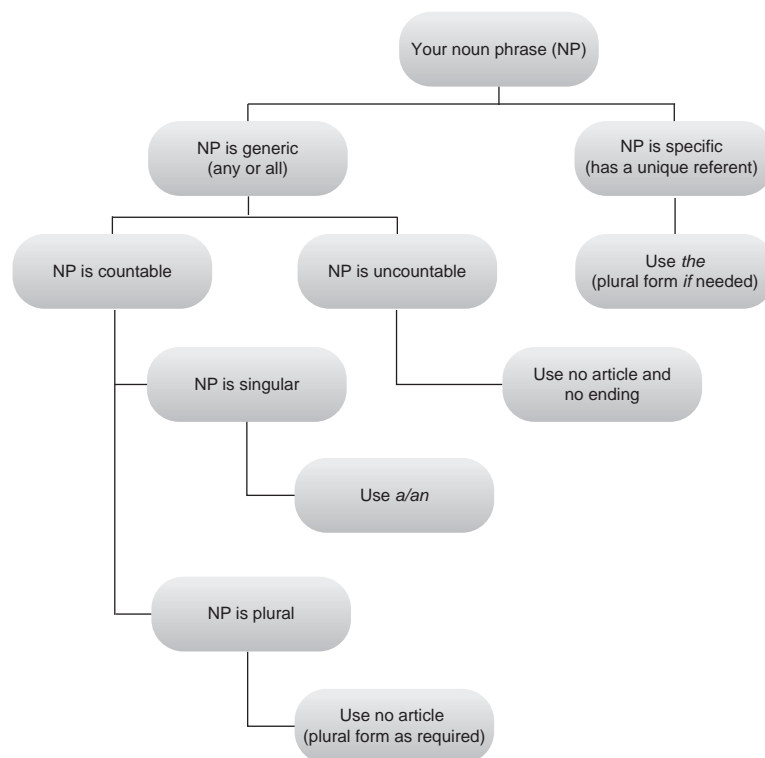 Your noun phrase (NP)
NP is generic
(any or all)
NP is specific
(has a unique referent)
NP is countable
NP is uncountable
Use the
(plural form if needed)
NP is singular
Use no article and
no ending
Use a/an
NP is plural
Use no article
(plural form as required)